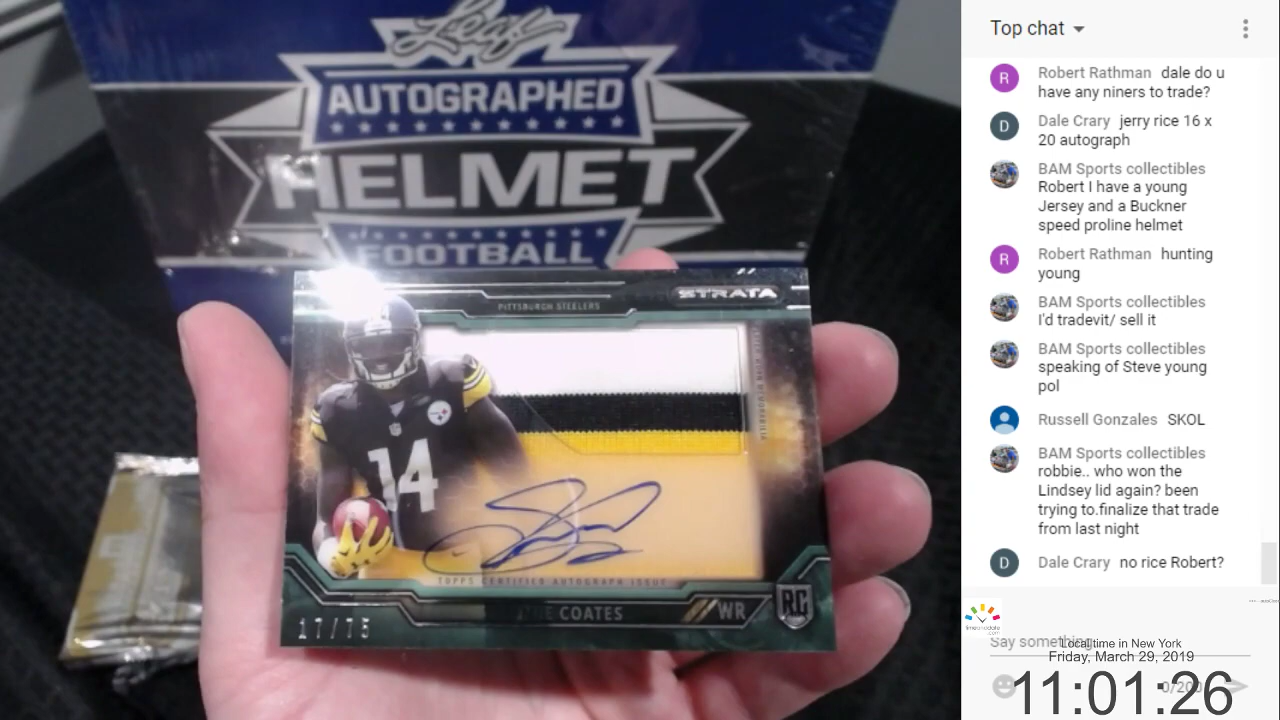 Leaf
AUTOGRAPHED
HELMET
FOOTBALL
PITTSBURGH STEELERS
STRATA
14
TOPPS CERTIFIED AUTOGRAPH ISSUE
COATES
WR
RC
17/75
Top chat
R
Robert Rathman dale do u
have any niners to trade?
D
Dale Crary jerry rice 16 x
20 autograph
BAM Sports collectibles
Robert I have a young
Jersey and a Buckner
speed proline helmet
R
Robert Rathman hunting
young
BAM Sports collectibles
I'd tradevit/ sell it
BAM Sports collectibles
speaking of Steve young
pol
Russell Gonzales SKOL
BAM Sports collectibles
robbie.. who won the
Lindsey lid again? been
trying to.finalize that trade
from last night
D
Dale Crary no rice Robert?
timeanddate
.com
Say something...
Local time in New York
Friday, March 29, 2019
0/200
11:01:26